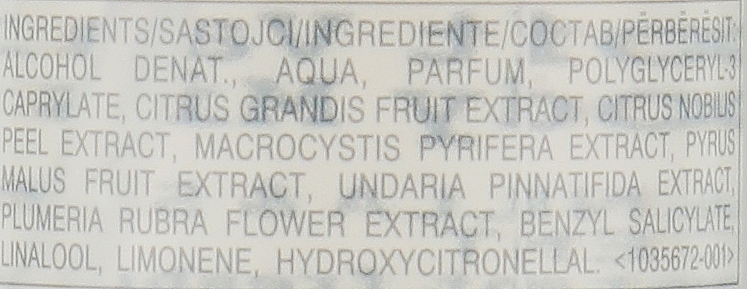 INGREDIENTS/SASTOJCI/INGREDIENTE/СОСТАВ/PËRBËRËSIT:
ALCOHOL DENAT., AQUA, PARFUM, POLYGLYCERYL-3
CAPRYLATE, CITRUS GRANDIS FRUIT EXTRACT, CITRUS NOBILIS
PEEL EXTRACT, MACROCYSTIS PYRIFERA EXTRACT, PYRUS
MALUS FRUIT EXTRACT, UNDARIA PINNATIFIDA EXTRACT,
PLUMERIA RUBRA FLOWER EXTRACT, BENZYL SALICYLATE,
LINALOOL, LIMONENE, HYDROXYCITRONELLAL. <1035672-001>